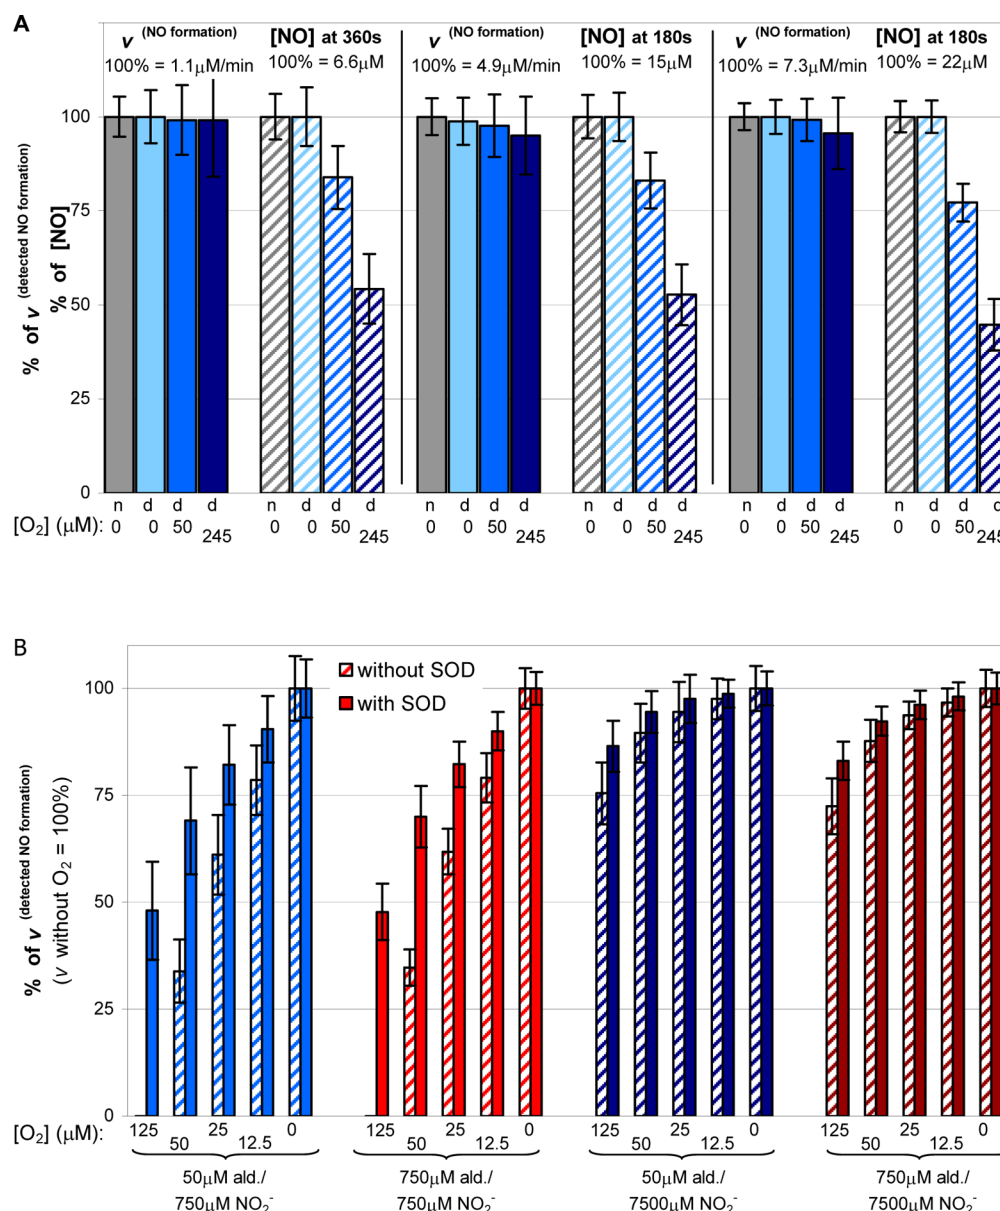 A
v (NO formation) [NO] at 360s v (NO formation) [NO] at 180s v (NO formation) [NO] at 180s
100% = 1.1μM/min 100% = 6.6μM 100% = 4.9μM/min 100% = 15μM 100% = 7.3μM/min 100% = 22μM
% of v (detected NO formation)
% of [NO]
100
75
50
25
0
n d d d n d d d n d d d n d d d n d d d n d d d
[O2] (μM): 0 0 50 245 0 0 50 245 0 0 50 245 0 0 50 245 0 0 50 245 0 0 50 245
B
without SOD
with SOD
% of v (detected NO formation)
(v without O2 = 100%)
100
75
50
25
0
[O2] (μM): 125 50 25 12.5 0 125 50 25 12.5 0 125 50 25 12.5 0 125 50 25 12.5 0
50μM ald./ 750μM ald./ 50μM ald./ 750μM ald./
750μM NO2- 750μM NO2- 7500μM NO2- 7500μM NO2-